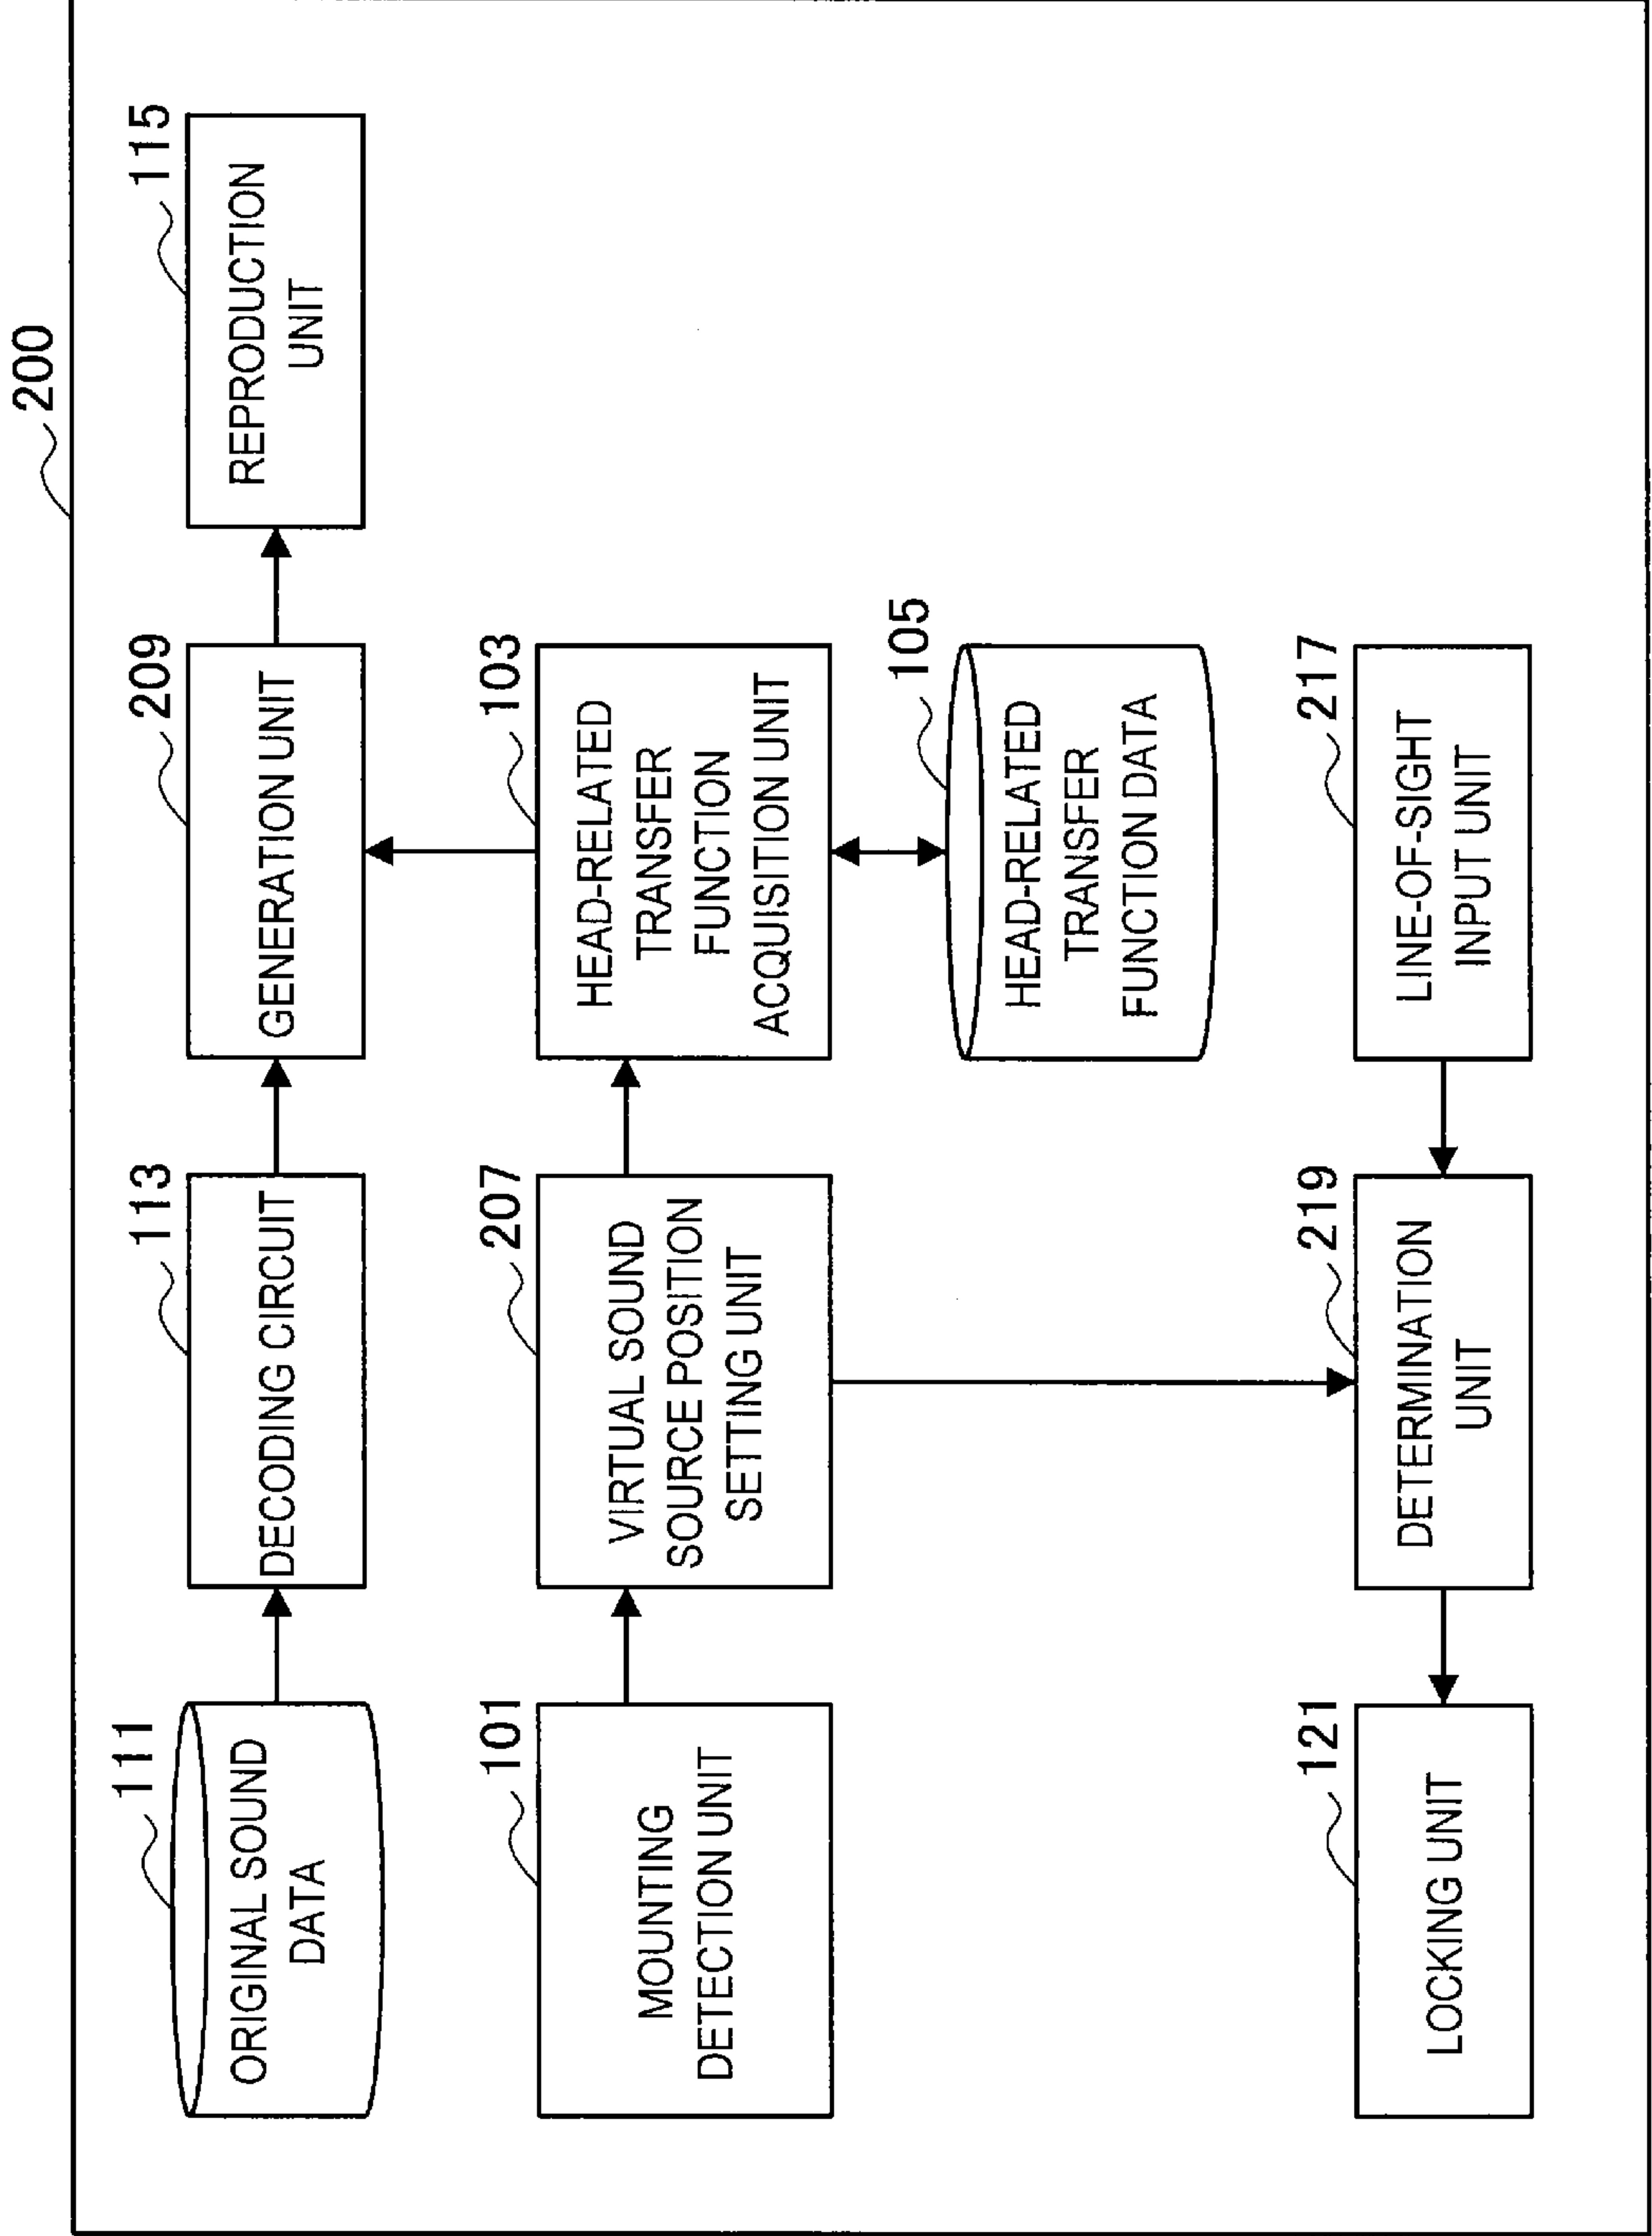 200
111
ORIGINAL SOUND
DATA
113
DECODING CIRCUIT
209
GENERATION UNIT
115
REPRODUCTION
UNIT
101
MOUNTING
DETECTION UNIT
207
VIRTUAL SOUND
SOURCE POSITION
SETTING UNIT
103
HEAD-RELATED
TRANSFER
FUNCTION
ACQUISITION UNIT
105
HEAD-RELATED
TRANSFER
FUNCTION DATA
121
LOCKING UNIT
219
DETERMINATION
UNIT
217
LINE-OF-SIGHT
INPUT UNIT